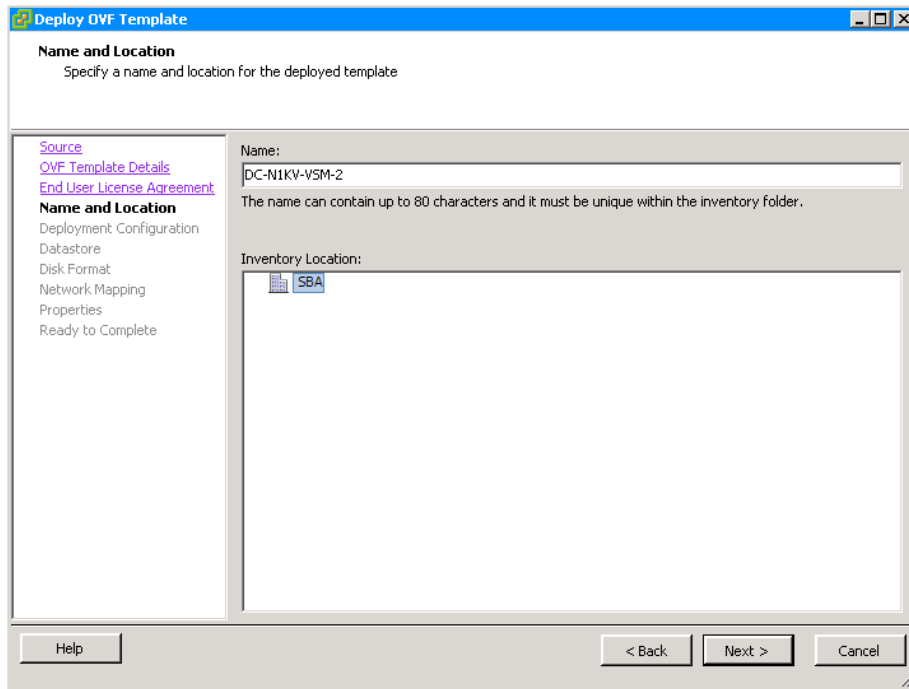 Deploy OVF Template
Name and Location
Specify a name and location for the deployed template
Source
OVF Template Details
End User License Agreement
Name and Location
Deployment Configuration
Datastore
Disk Format
Network Mapping
Properties
Ready to Complete
Name:
DC-N1KV-VSM-2
The name can contain up to 80 characters and it must be unique within the inventory folder.
Inventory Location:
SBA
Help
< Back
Next >
Cancel